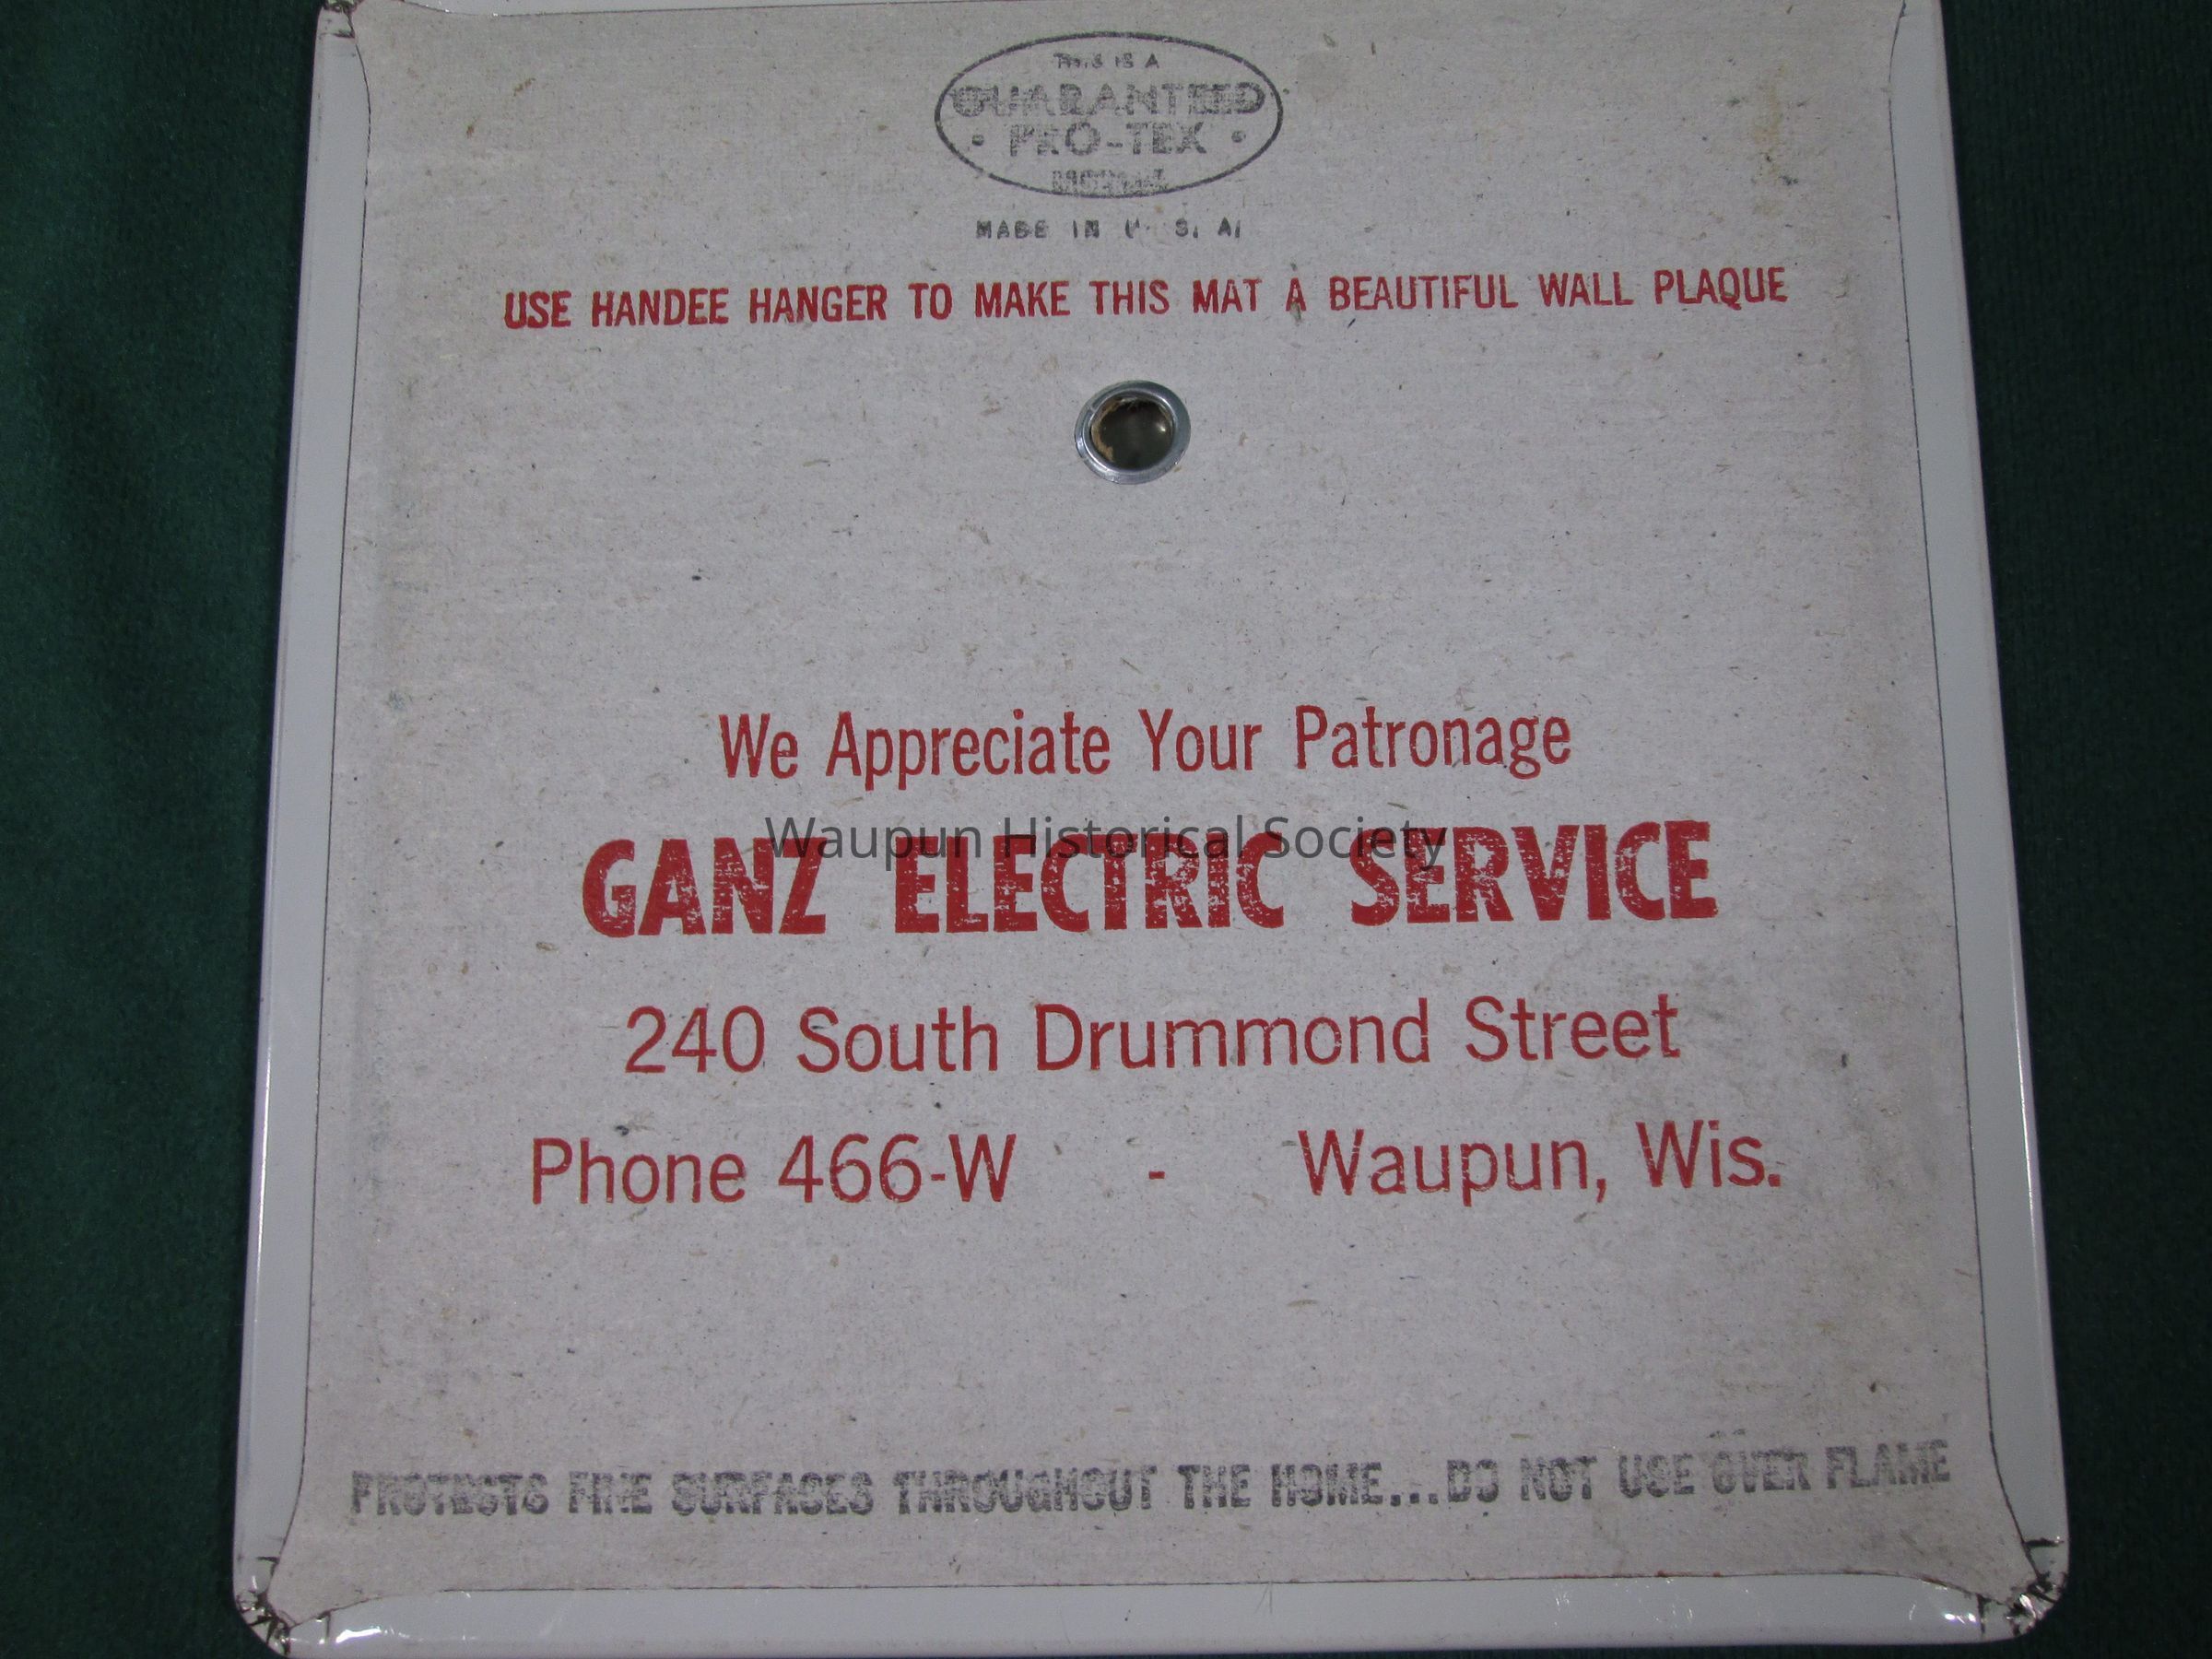 THIS IS A
GUARANTEED
PRO-TEX
MADE IN U. S. A.
USE HANDEE HANGER TO MAKE THIS MAT A BEAUTIFUL WALL PLAQUE
We Appreciate Your Patronage
Waupun Historical Society
GANZ ELECTRIC SERVICE
240 South Drummond Street
Phone 466-W - Waupun, Wis.
PROTECTS FINE SURFACES THROUGHOUT THE HOME...DO NOT USE OVER FLAME